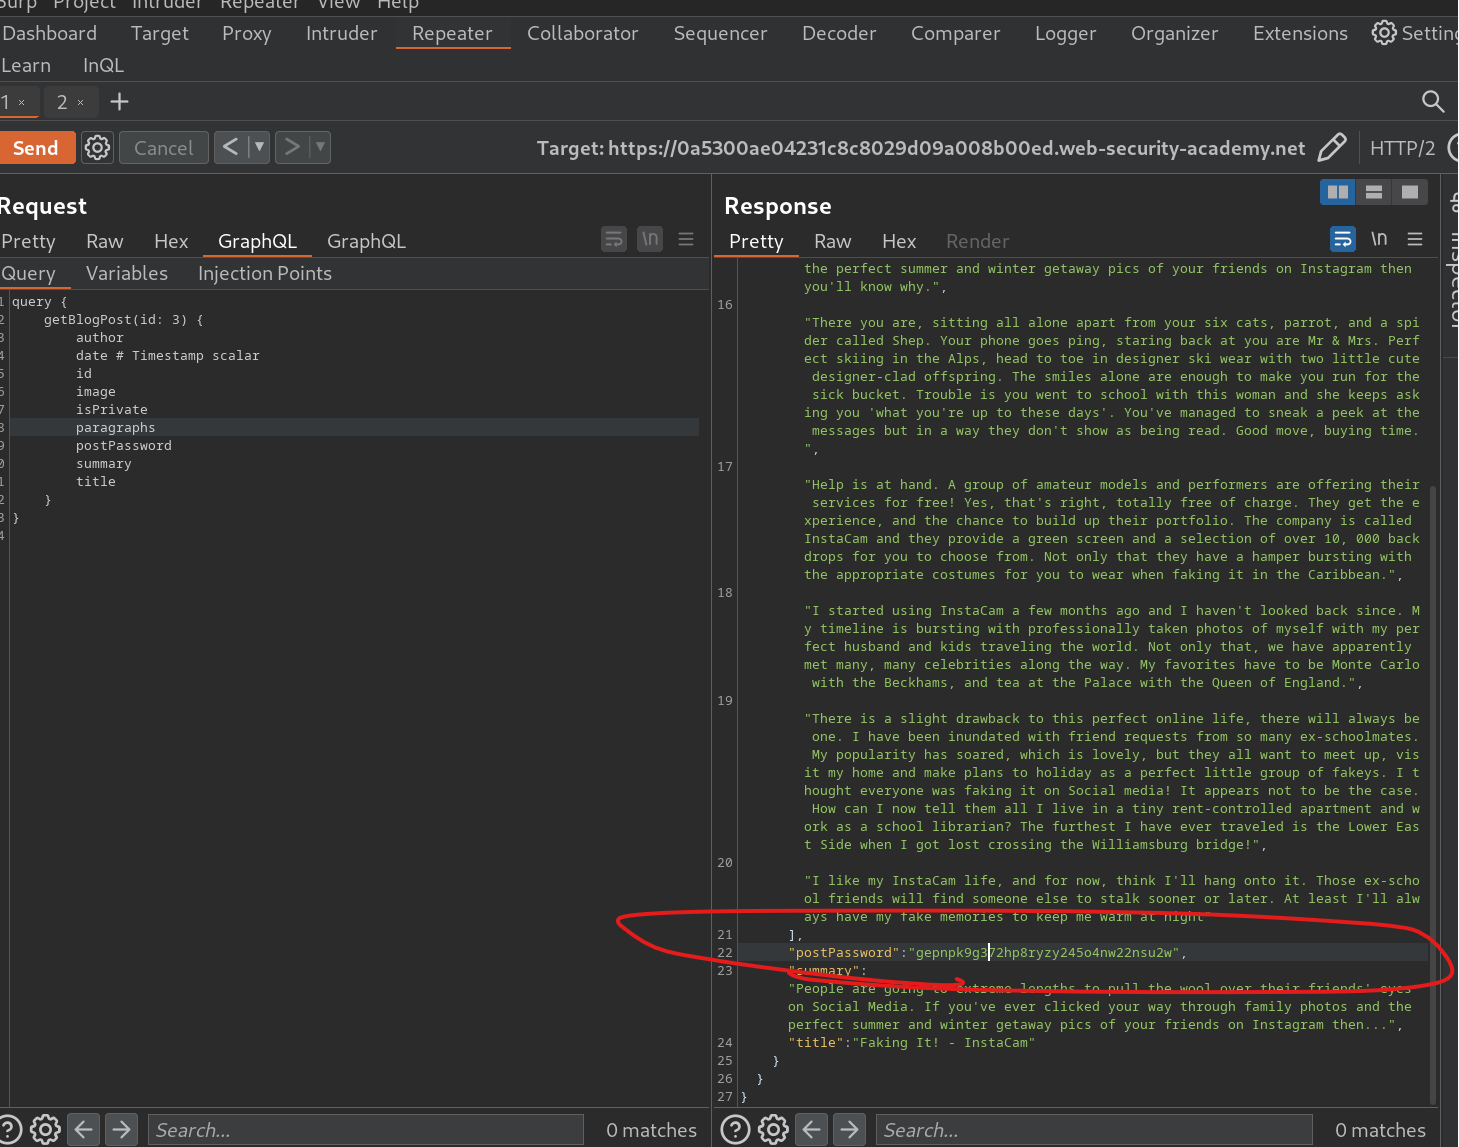 Burp Project Intruder Repeater View Help
Dashboard Target Proxy Intruder Repeater Collaborator Sequencer Decoder Comparer Logger Organizer Extensions Setting
Learn InQL
1 × 2 × +
Send Cancel < ▼ > ▼ Target: https://0a5300ae04231c8c8029d09a008b00ed.web-security-academy.net HTTP/2
Request
Pretty Raw Hex GraphQL GraphQL \n
Query Variables Injection Points
1 query {
2 getBlogPost(id: 3) {
3 author
4 date # Timestamp scalar
5 id
6 image
7 isPrivate
8 paragraphs
9 postPassword
0 summary
1 title
2 }
3 }
4
Search... 0 matches
Response
Pretty Raw Hex Render \n
the perfect summer and winter getaway pics of your friends on Instagram then
you'll know why.",
16
"There you are, sitting all alone apart from your six cats, parrot, and a spi
der called Shep. Your phone goes ping, staring back at you are Mr & Mrs. Perf
ect skiing in the Alps, head to toe in designer ski wear with two little cute
designer-clad offspring. The smiles alone are enough to make you run for the
sick bucket. Trouble is you went to school with this woman and she keeps ask
ing you 'what you're up to these days'. You've managed to sneak a peek at the
messages but in a way they don't show as being read. Good move, buying time.
",
17
"Help is at hand. A group of amateur models and performers are offering their
services for free! Yes, that's right, totally free of charge. They get the e
xperience, and the chance to build up their portfolio. The company is called
InstaCam and they provide a green screen and a selection of over 10, 000 back
drops for you to choose from. Not only that they have a hamper bursting with
the appropriate costumes for you to wear when faking it in the Caribbean.",
18
"I started using InstaCam a few months ago and I haven't looked back since. M
y timeline is bursting with professionally taken photos of myself with my per
fect husband and kids traveling the world. Not only that, we have apparently
met many, many celebrities along the way. My favorites have to be Monte Carlo
with the Beckhams, and tea at the Palace with the Queen of England.",
19
"There is a slight drawback to this perfect online life, there will always be
one. I have been inundated with friend requests from so many ex-schoolmates.
My popularity has soared, which is lovely, but they all want to meet up, vis
it my home and make plans to holiday as a perfect little group of fakeys. I t
hought everyone was faking it on Social media! It appears not to be the case.
How can I now tell them all I live in a tiny rent-controlled apartment and w
ork as a school librarian? The furthest I have ever traveled is the Lower Eas
t Side when I got lost crossing the Williamsburg bridge!",
20
"I like my InstaCam life, and for now, think I'll hang onto it. Those ex-scho
ol friends will find someone else to stalk sooner or later. At least I'll alw
ays have my fake memories to keep me warm at night"
21 ],
22 "postPassword":"gepnpk9g372hp8ryzy245o4nw22nsu2w",
23 "summary":
"People are going to extreme lengths to pull the wool over their friends' eyes
on Social Media. If you've ever clicked your way through family photos and the
perfect summer and winter getaway pics of your friends on Instagram then...",
24 "title":"Faking It! - InstaCam"
25 }
26 }
27 }
Search... 0 matches
Inspector